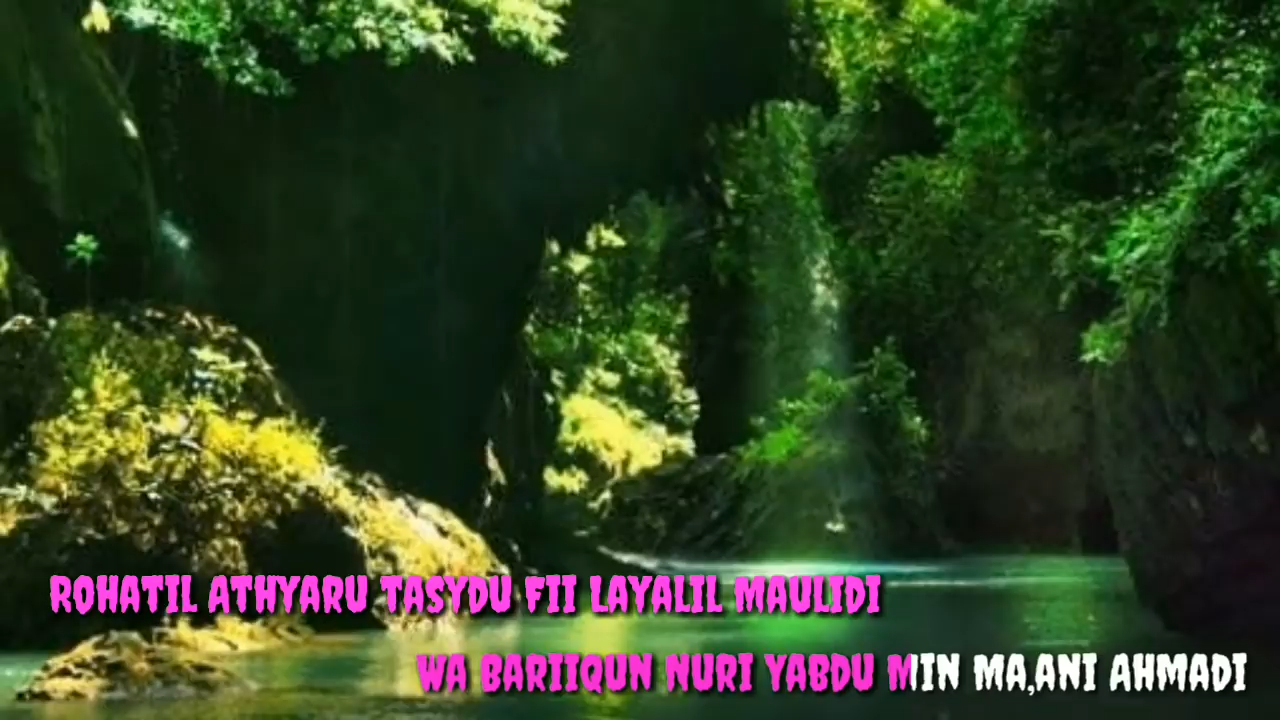 ROHATIL ATHYARU TASYDU FII LAYALIL MAULIDI
WA BARIIQUN NURI YABDU MIN MA,ANI AHMADI